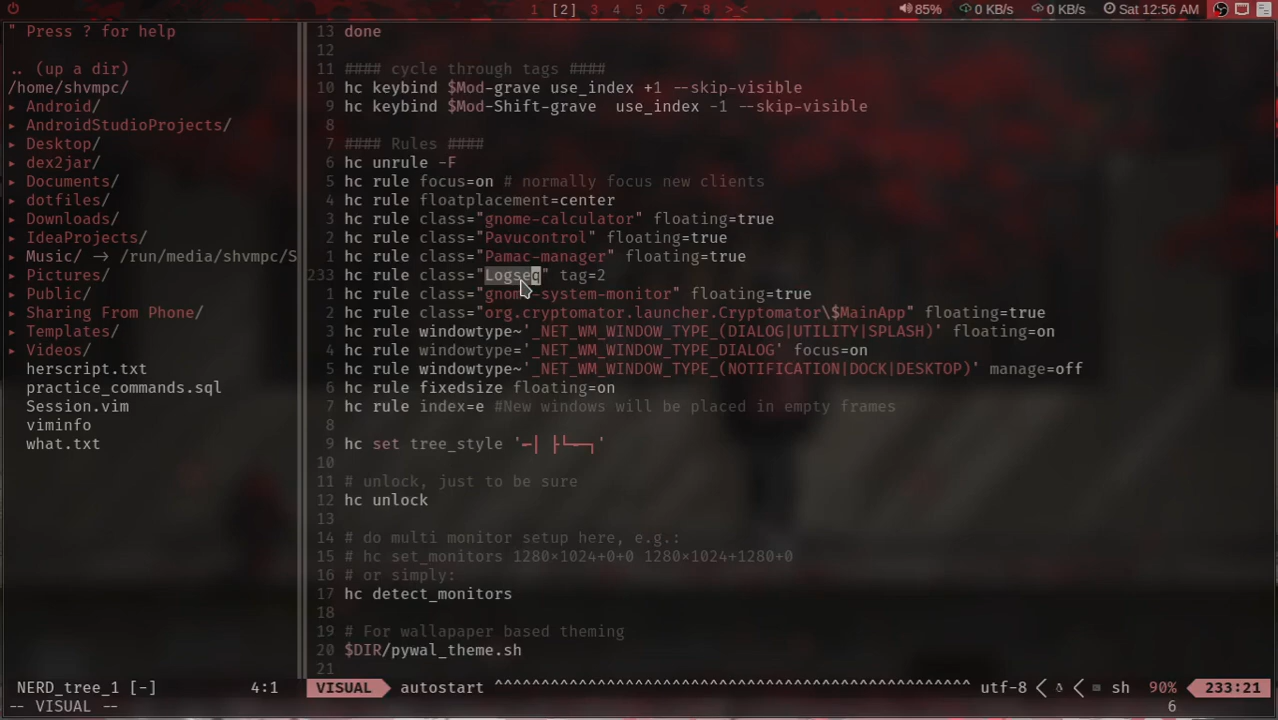 1 [2] 3 4 5 6 7 8 >_< 85% 0 KB/s 0 KB/s Sat 12:56 AM
" Press ? for help
.. (up a dir)
/home/shvmpc/
▸ Android/
▸ AndroidStudioProjects/
▸ Desktop/
▸ dex2jar/
▸ Documents/
▸ dotfiles/
▸ Downloads/
▸ IdeaProjects/
▸ Music/ → /run/media/shvmpc/S
▸ Pictures/
▸ Public/
▸ Sharing From Phone/
▸ Templates/
▸ Videos/
herscript.txt
practice_commands.sql
Session.vim
viminfo
what.txt
13 done
12
11 #### cycle through tags ####
10 hc keybind $Mod-grave use_index +1 --skip-visible
9 hc keybind $Mod-Shift-grave  use_index -1 --skip-visible
8
7 #### Rules ####
6 hc unrule -F
5 hc rule focus=on # normally focus new clients
4 hc rule floatplacement=center
3 hc rule class="gnome-calculator" floating=true
2 hc rule class="Pavucontrol" floating=true
1 hc rule class="Pamac-manager" floating=true
233 hc rule class="Logseq" tag=2
1 hc rule class="gnome-system-monitor" floating=true
2 hc rule class="org.cryptomator.launcher.Cryptomator\$MainApp" floating=true
3 hc rule windowtype~'_NET_WM_WINDOW_TYPE_(DIALOG|UTILITY|SPLASH)' floating=on
4 hc rule windowtype='_NET_WM_WINDOW_TYPE_DIALOG' focus=on
5 hc rule windowtype~'_NET_WM_WINDOW_TYPE_(NOTIFICATION|DOCK|DESKTOP)' manage=off
6 hc rule fixedsize floating=on
7 hc rule index=e #New windows will be placed in empty frames
8
9 hc set tree_style '╾│ ├└╼─┐'
10
11 # unlock, just to be sure
12 hc unlock
13
14 # do multi monitor setup here, e.g.:
15 # hc set_monitors 1280×1024+0+0 1280×1024+1280+0
16 # or simply:
17 hc detect_monitors
18
19 # For wallapaper based theming
20 $DIR/pywal_theme.sh
21
NERD_tree_1 [-] 4:1
VISUAL autostart ^^^^^^^^^^^^^^^^^^^^^^^^^^^^^^^^^^^^^^^^^^^^^^^^^^^ utf-8 sh 90% 233:21
-- VISUAL -- 6